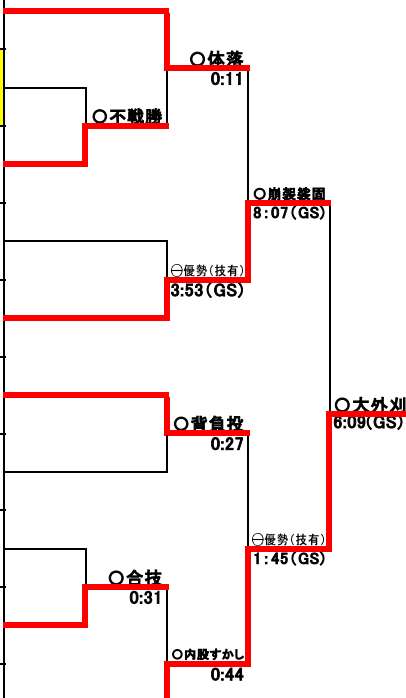 ○体落
0:11
○不戦勝
○崩袈裟固
8:07(GS)
㊀優勢(技有)
3:53(GS)
○大外刈
6:09(GS)
○背負投
0:27
㊀優勢(技有)
1:45(GS)
○合技
0:31
○内股すかし
0:44